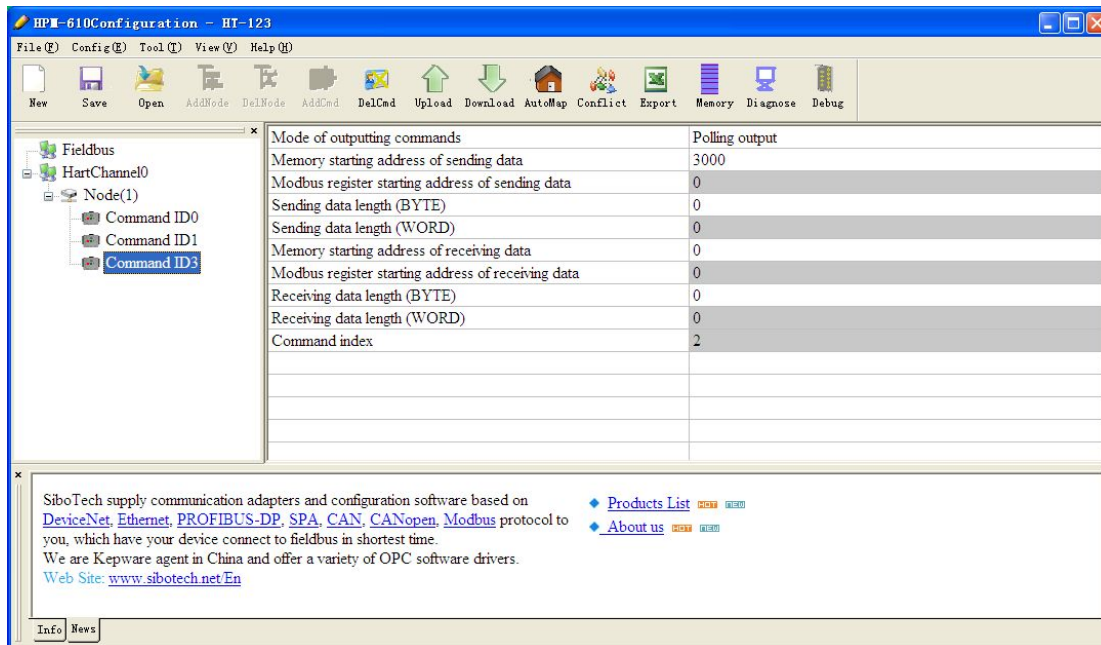 HPM-610Configuration - HT-123
File(F) Config(E) Tool(T) View(V) Help(H)
New Save Open AddNode DelNode AddCmd DelCmd Upload Download AutoMap Conflict Export Memory Diagnose Debug
Fieldbus
HartChannel0
Node(1)
Command ID0
Command ID1
Command ID3
Mode of outputting commands Polling output
Memory starting address of sending data 3000
Modbus register starting address of sending data 0
Sending data length (BYTE) 0
Sending data length (WORD) 0
Memory starting address of receiving data 0
Modbus register starting address of receiving data 0
Receiving data length (BYTE) 0
Receiving data length (WORD) 0
Command index 2
SiboTech supply communication adapters and configuration software based on
DeviceNet, Ethernet, PROFIBUS-DP, SPA, CAN, CANopen, Modbus protocol to
you, which have your device connect to fieldbus in shortest time.
We are Kepware agent in China and offer a variety of OPC software drivers.
Web Site: www.sibotech.net/En
Products List HOT NEW
About us HOT NEW
Info News